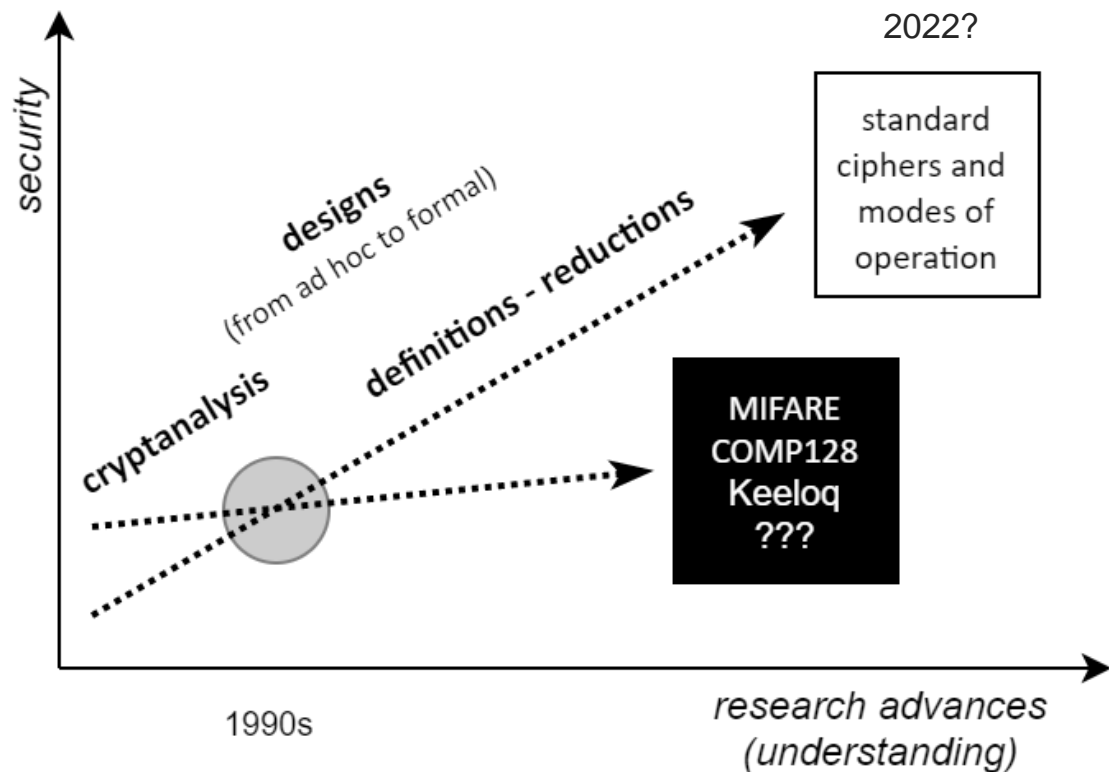 2022?
security
standard
ciphers and
modes of
operation
designs
(from ad hoc to formal)
definitions - reductions
cryptanalysis
MIFARE
COMP128
Keeloq
???
1990s
research advances
(understanding)